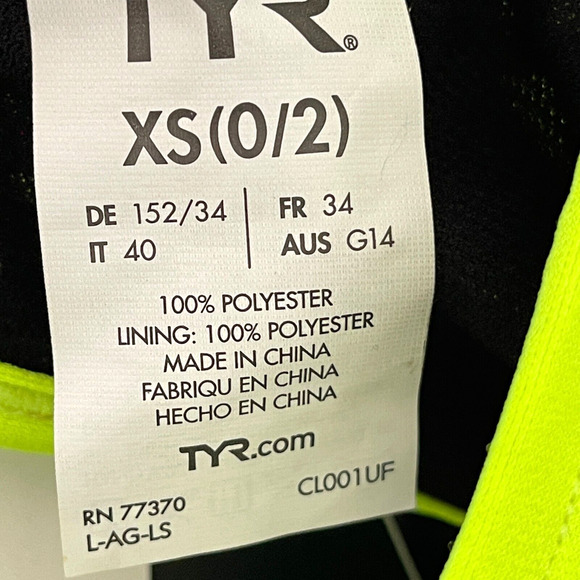 TYR®
XS (0/2)
DE 152/34 FR 34
IT 40 AUS G14
100% POLYESTER
LINING: 100% POLYESTER
MADE IN CHINA
FABRIQU EN CHINA
HECHO EN CHINA
TYR.com
CL001UF
RN 77370
L-AG-LS